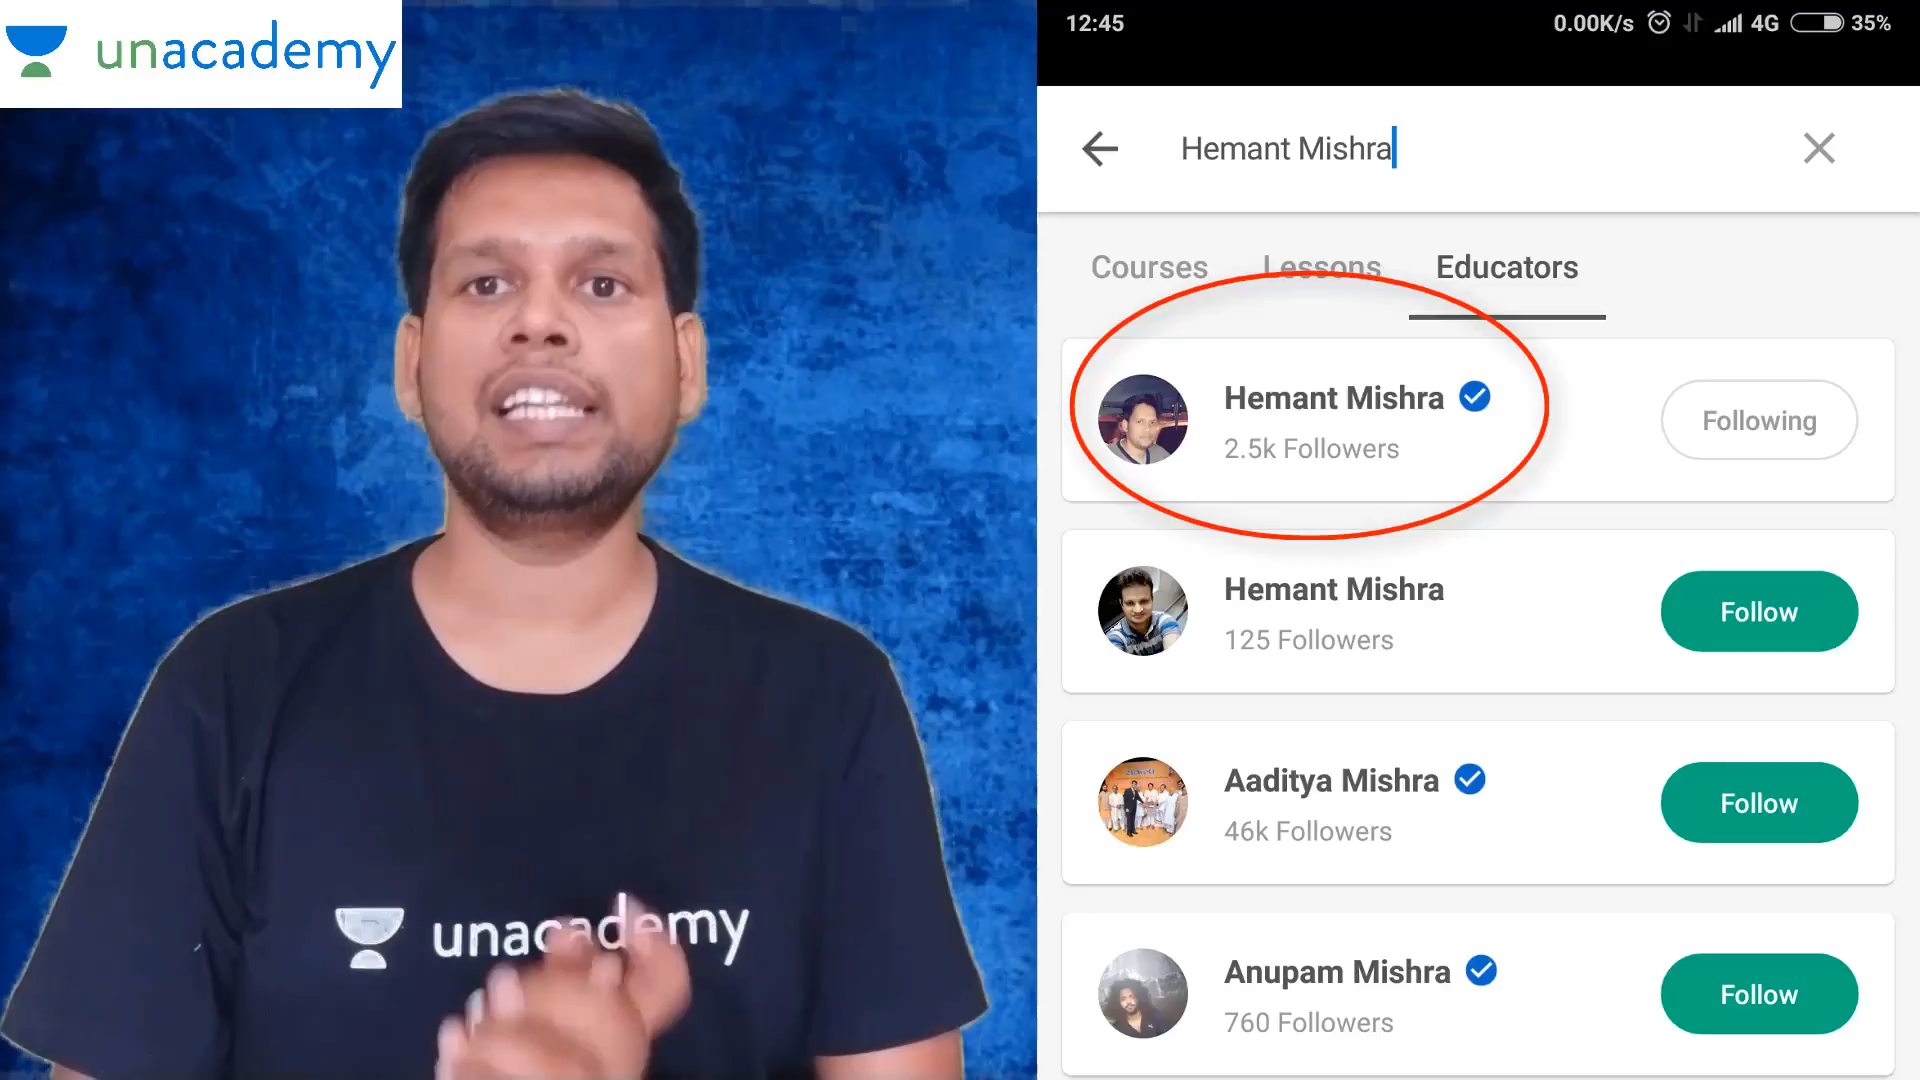 unacademy
unacademy
12:45
0.00K/s 4G 35%
Hemant Mishra
Courses Lessons Educators
Hemant Mishra
2.5k Followers
Following
Hemant Mishra
125 Followers
Follow
Aaditya Mishra
46k Followers
Follow
Anupam Mishra
760 Followers
Follow